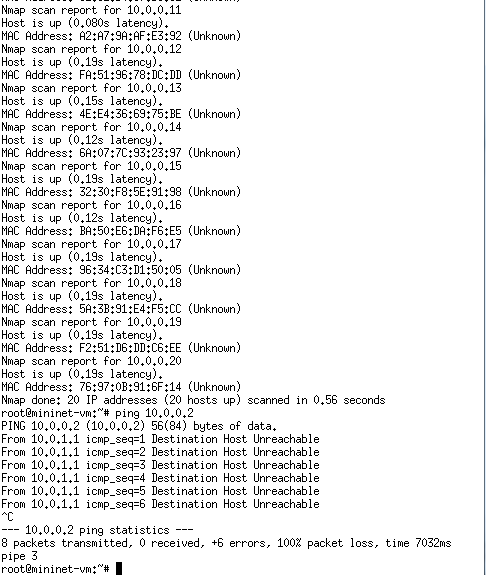 Nmap scan report for 10.0.0.11
Host is up (0.080s latency).
MAC Address: A2:A7:9A:AF:E3:92 (Unknown)
Nmap scan report for 10.0.0.12
Host is up (0.19s latency).
MAC Address: FA:51:96:78:DC:DD (Unknown)
Nmap scan report for 10.0.0.13
Host is up (0.15s latency).
MAC Address: 4E:E4:36:69:75:BE (Unknown)
Nmap scan report for 10.0.0.14
Host is up (0.12s latency).
MAC Address: 6A:07:7C:93:23:97 (Unknown)
Nmap scan report for 10.0.0.15
Host is up (0.19s latency).
MAC Address: 32:30:F8:5E:91:98 (Unknown)
Nmap scan report for 10.0.0.16
Host is up (0.12s latency).
MAC Address: BA:50:E6:DA:F6:E5 (Unknown)
Nmap scan report for 10.0.0.17
Host is up (0.19s latency).
MAC Address: 96:34:C3:D1:50:05 (Unknown)
Nmap scan report for 10.0.0.18
Host is up (0.19s latency).
MAC Address: 5A:3B:91:E4:F5:CC (Unknown)
Nmap scan report for 10.0.0.19
Host is up (0.19s latency).
MAC Address: F2:51:D6:DD:C6:EE (Unknown)
Nmap scan report for 10.0.0.20
Host is up (0.19s latency).
MAC Address: 76:97:0B:91:6F:14 (Unknown)
Nmap done: 20 IP addresses (20 hosts up) scanned in 0.56 seconds
root@mininet-vm:~# ping 10.0.0.2
PING 10.0.0.2 (10.0.0.2) 56(84) bytes of data.
From 10.0.1.1 icmp_seq=1 Destination Host Unreachable
From 10.0.1.1 icmp_seq=2 Destination Host Unreachable
From 10.0.1.1 icmp_seq=3 Destination Host Unreachable
From 10.0.1.1 icmp_seq=4 Destination Host Unreachable
From 10.0.1.1 icmp_seq=5 Destination Host Unreachable
From 10.0.1.1 icmp_seq=6 Destination Host Unreachable
^C
--- 10.0.0.2 ping statistics ---
8 packets transmitted, 0 received, +6 errors, 100% packet loss, time 7032ms
pipe 3
root@mininet-vm:~#